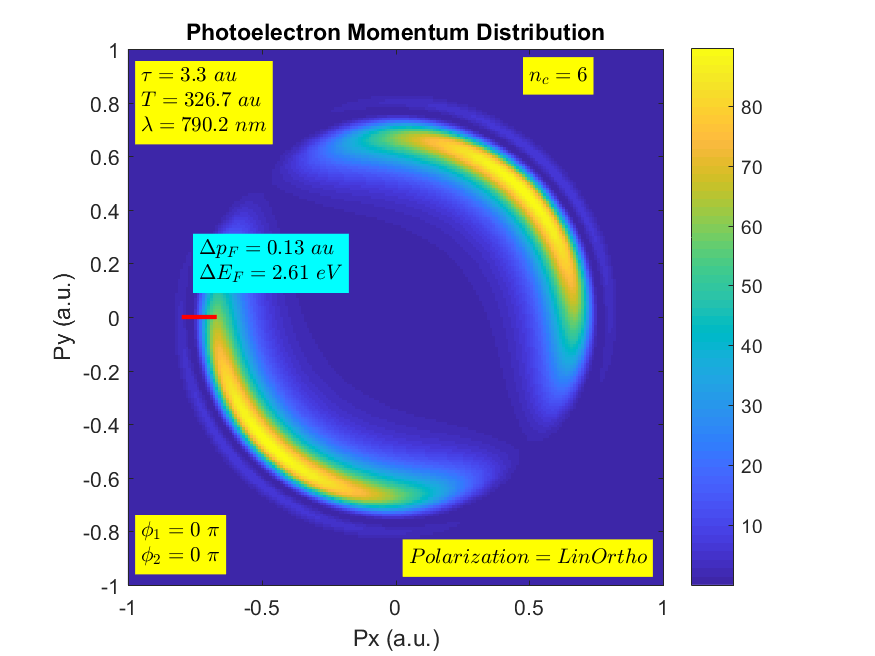 Photoelectron Momentum Distribution
τ = 3.3 au
T = 326.7 au
λ = 790.2 nm
n_c = 6
Δp_F = 0.13 au
ΔE_F = 2.61 eV
φ_1 = 0 π
φ_2 = 0 π
Polarization = LinOrtho
Py (a.u.)
1
0.8
0.6
0.4
0.2
0
-0.2
-0.4
-0.6
-0.8
-1
-1
-0.5
0
0.5
1
Px (a.u.)
80
70
60
50
40
30
20
10